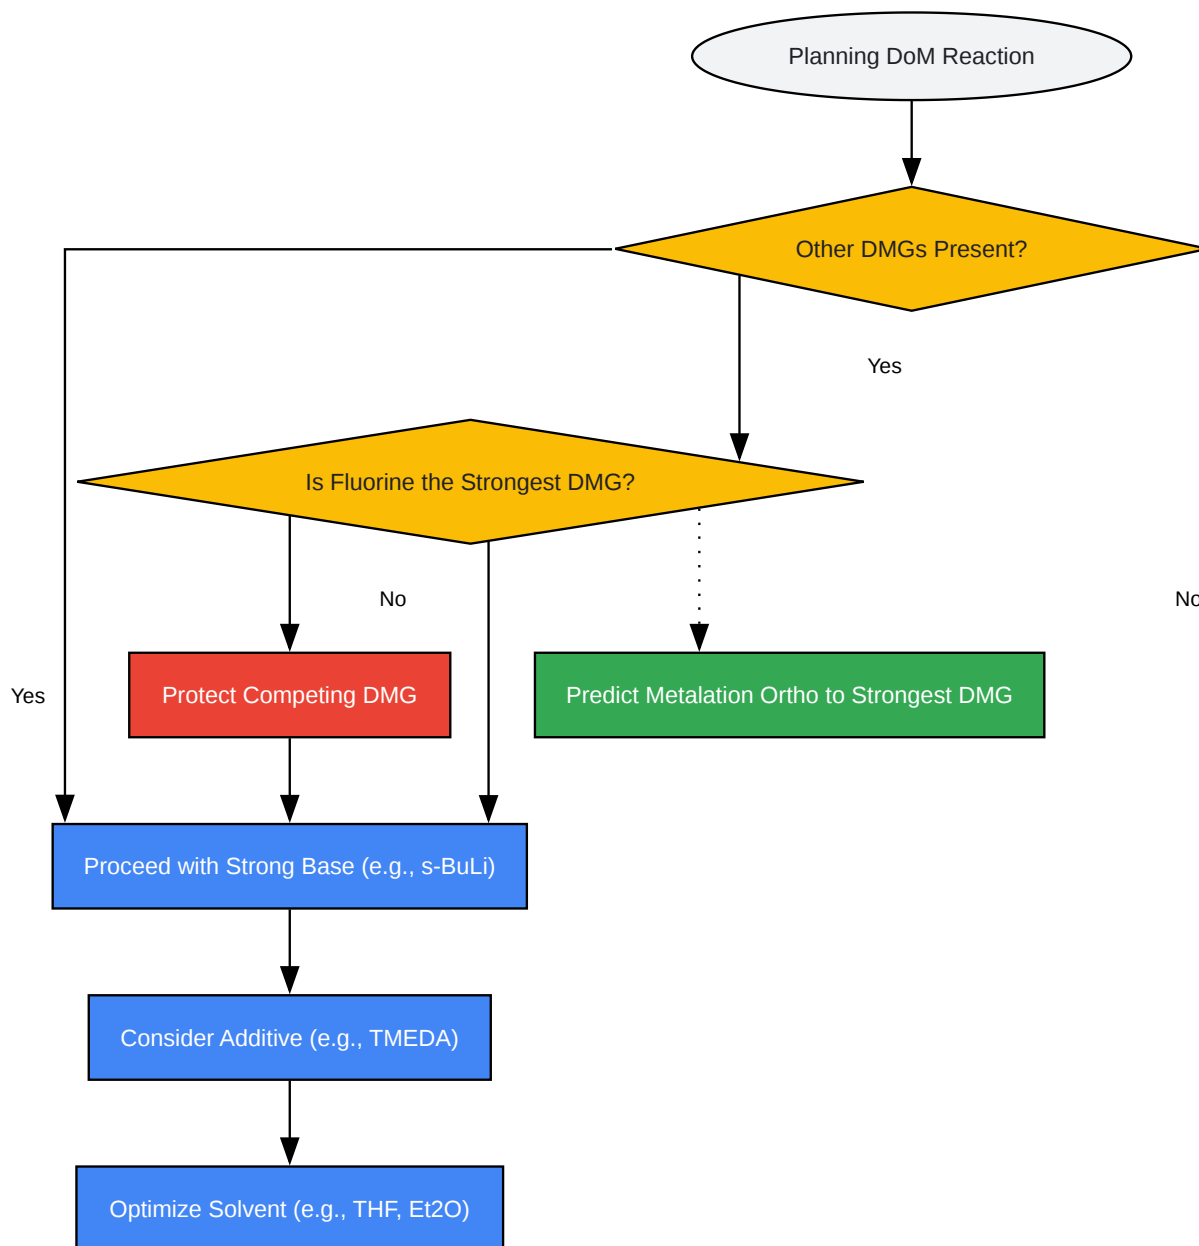 Planning DoM Reaction
Other DMGs Present?
Yes
Is Fluorine the Strongest DMG?
No
No
Protect Competing DMG
Predict Metalation Ortho to Strongest DMG
Yes
Proceed with Strong Base (e.g., s-BuLi)
Consider Additive (e.g., TMEDA)
Optimize Solvent (e.g., THF, Et2O)